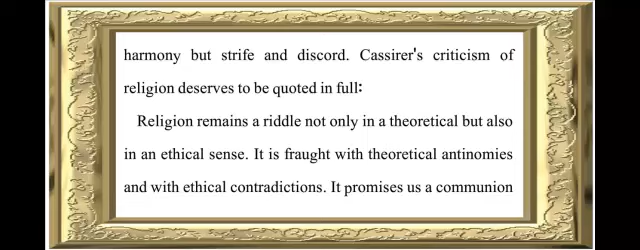 harmony but strife and discord. Cassirer's criticism of
religion deserves to be quoted in full:
Religion remains a riddle not only in a theoretical but also
in an ethical sense. It is fraught with theoretical antinomies
and with ethical contradictions. It promises us a communion